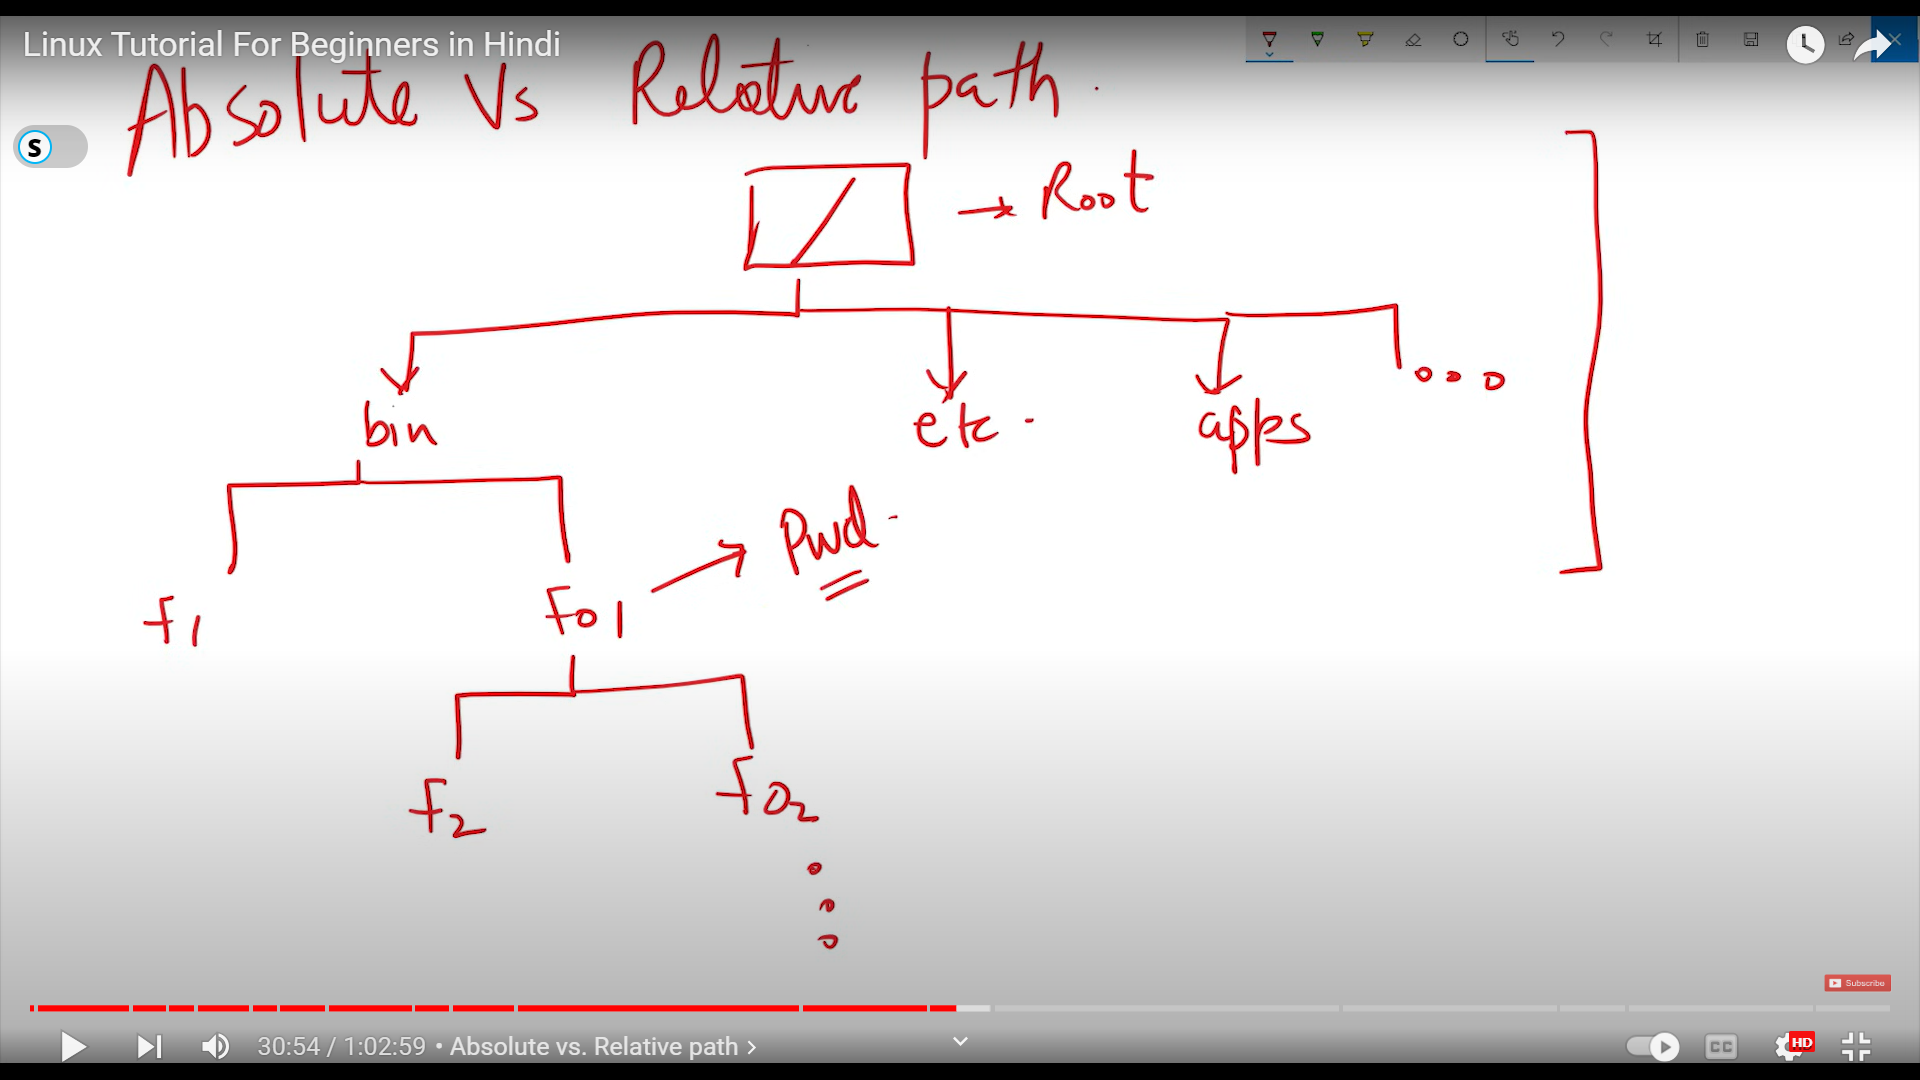 Linux Tutorial For Beginners in Hindi
Absolute Vs Relative path.
S
/ → Root
bin etc. apps ...
Pwd.
f1 fo1
f2 fo2
Subscribe
30:54 / 1:02:59 • Absolute vs. Relative path >
CC HD